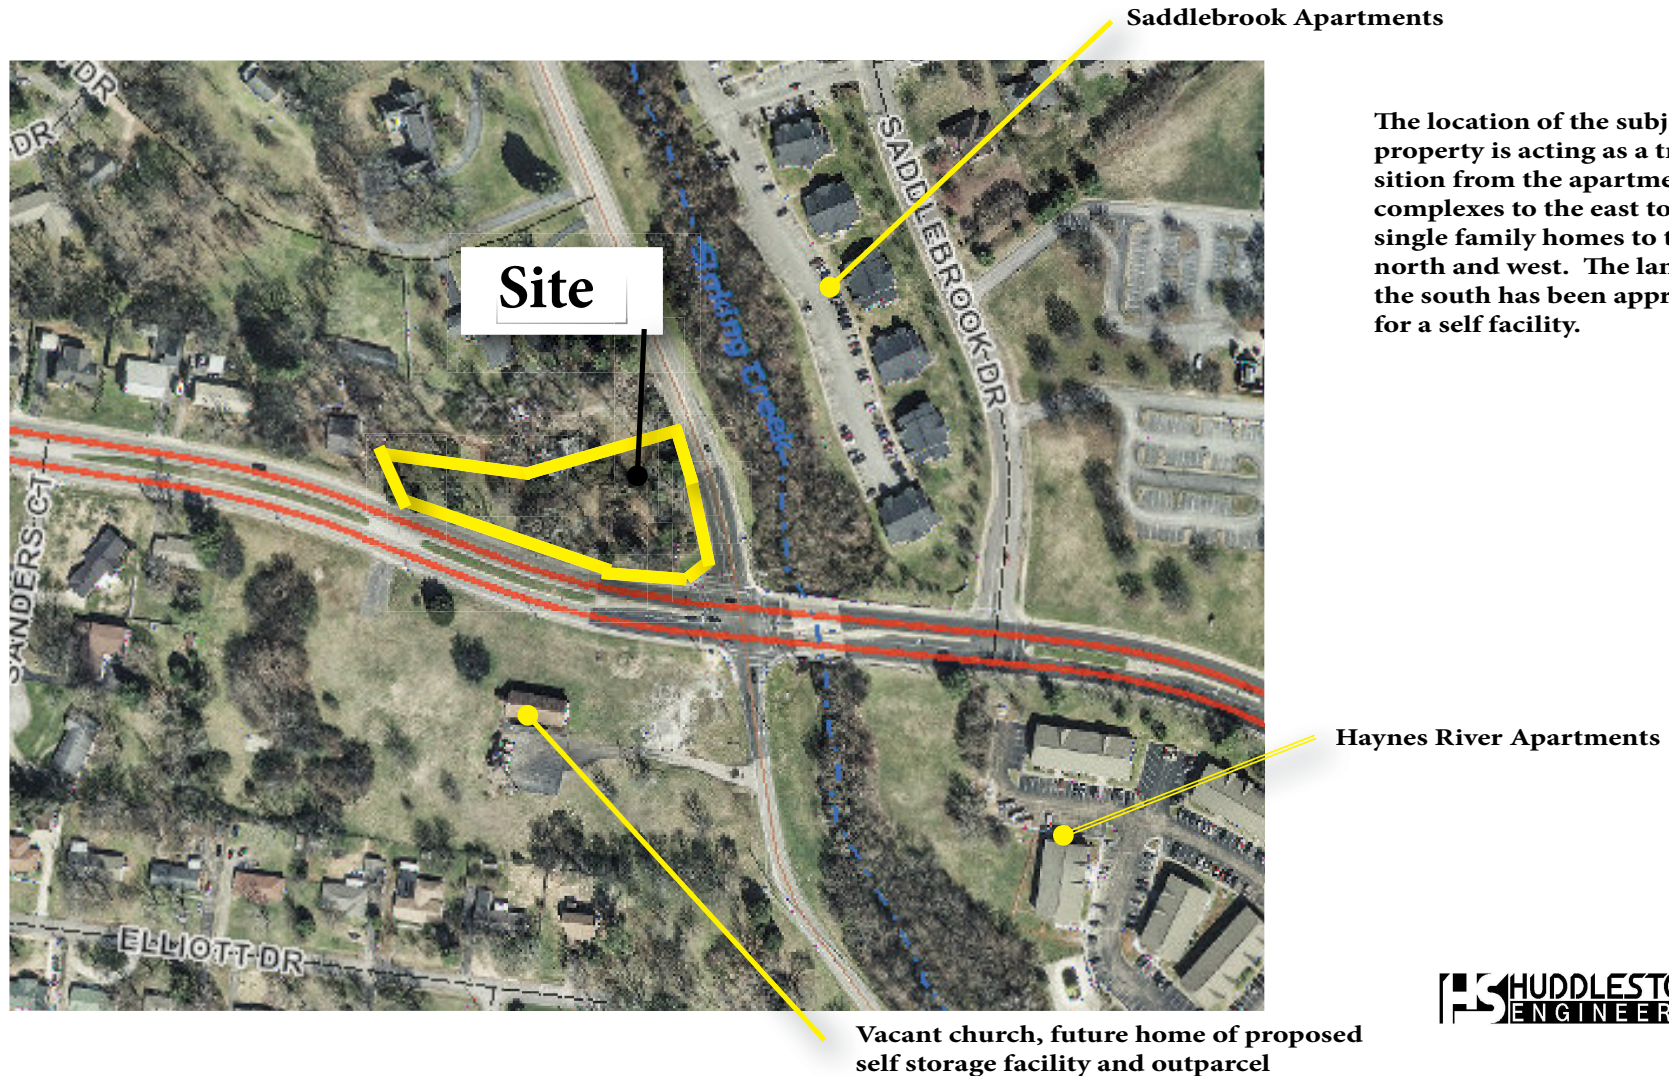 Saddlebrook Apartments
The location of the subj
property is acting as a tr
sition from the apartme
complexes to the east to
single family homes to t
north and west. The lan
the south has been appr
for a self facility.
DR
DR
SADDLEBROOK-DR
Site
Sinking Creek
SANDERS CT
Haynes River Apartments
ELLIOTT-DR
HS HUDDLESTO
ENGINEER
Vacant church, future home of proposed
self storage facility and outparcel